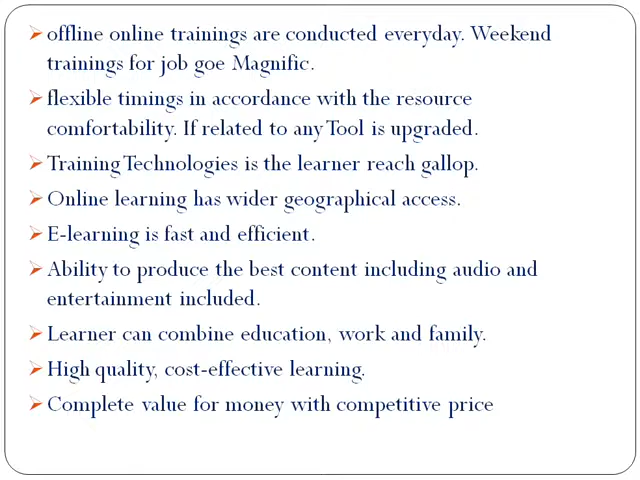 offline online trainings are conducted everyday. Weekend
trainings for job goe Magnific.
flexible timings in accordance with the resource
comfortability. If related to any Tool is upgraded.
Training Technologies is the learner reach gallop.
Online learning has wider geographical access.
E-learning is fast and efficient.
Ability to produce the best content including audio and
entertainment included.
Learner can combine education, work and family.
High quality, cost-effective learning.
Complete value for money with competitive price